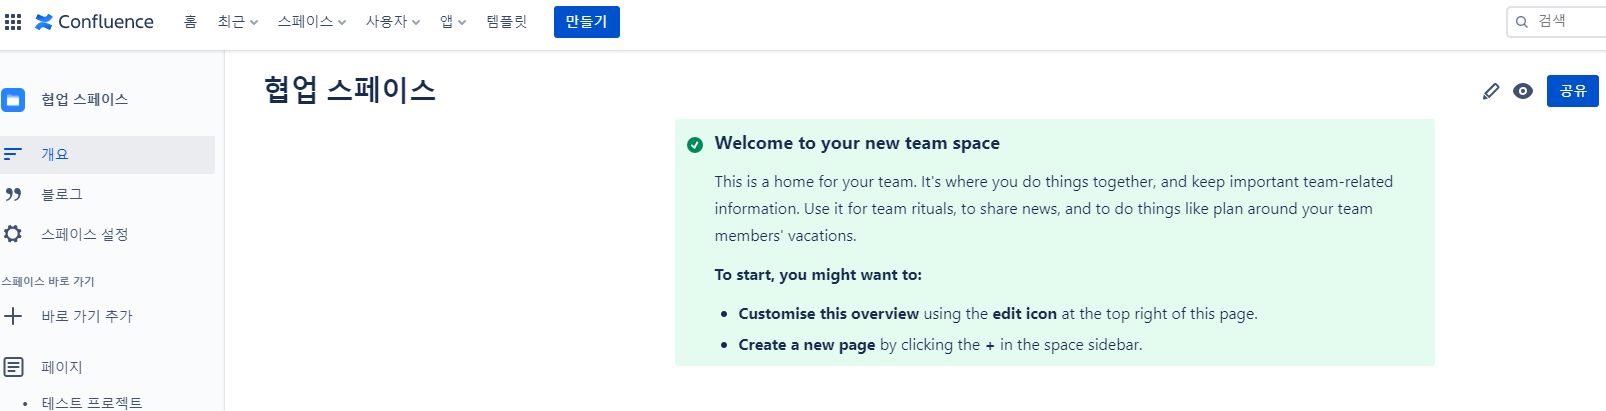 Confluence 홈 최근 스페이스 사용자 앱 템플릿 만들기 검색
협업 스페이스
개요
블로그
스페이스 설정
스페이스 바로 가기
바로 가기 추가
페이지
• 테스트 프로젝트
협업 스페이스
공유
Welcome to your new team space
This is a home for your team. It's where you do things together, and keep important team-related
information. Use it for team rituals, to share news, and to do things like plan around your team
members' vacations.
To start, you might want to:
• Customise this overview using the edit icon at the top right of this page.
• Create a new page by clicking the + in the space sidebar.